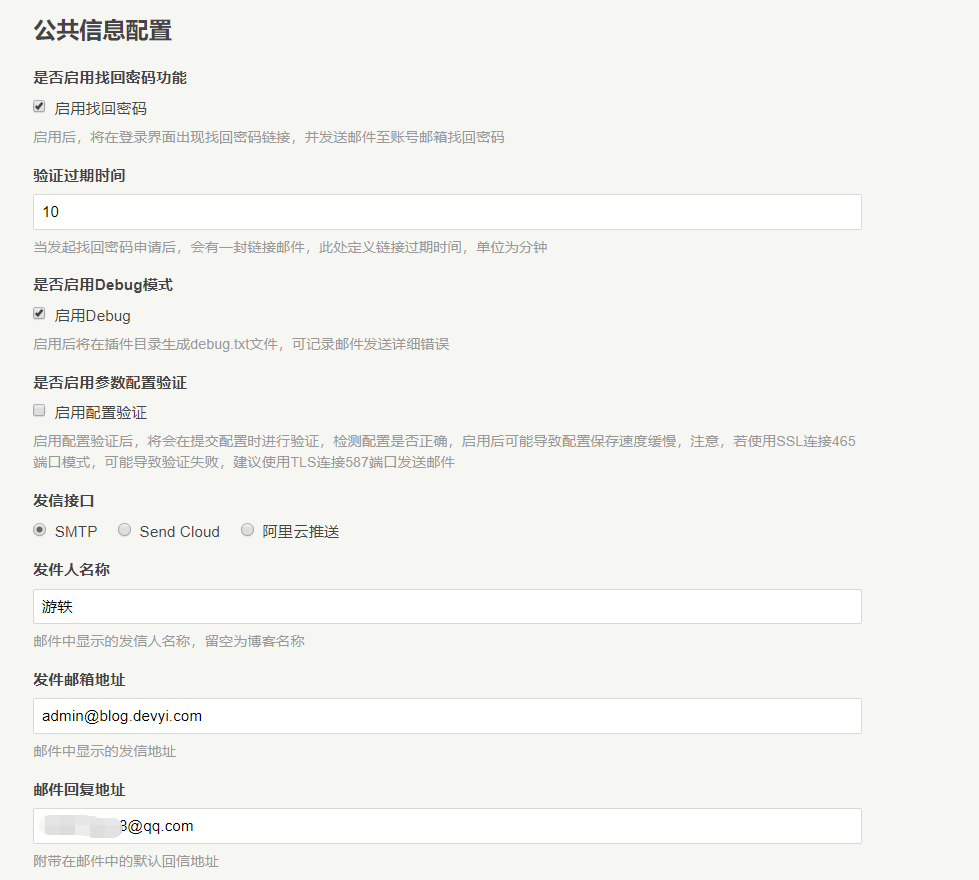 公共信息配置
是否启用找回密码功能
启用找回密码
启用后，将在登录界面出现找回密码链接，并发送邮件至账号邮箱找回密码
验证过期时间
10
当发起找回密码申请后，会有一封链接邮件，此处定义链接过期时间，单位为分钟
是否启用Debug模式
启用Debug
启用后将在插件目录生成debug.txt文件，可记录邮件发送详细错误
是否启用参数配置验证
启用配置验证
启用配置验证后，将会在提交配置时进行验证，检测配置是否正确，启用后可能导致配置保存速度缓慢，注意，若使用SSL连接465
端口模式，可能导致验证失败，建议使用TLS连接587端口发送邮件
发信接口
SMTP Send Cloud 阿里云推送
发件人名称
游轶
邮件中显示的发信人名称，留空为博客名称
发件邮箱地址
admin@blog.devyi.com
邮件中显示的发信地址
邮件回复地址
8@qq.com
附带在邮件中的默认回信地址